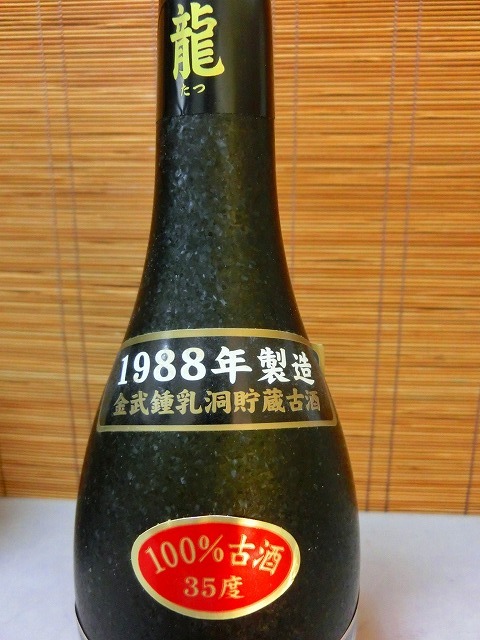 龍
たつ
1988年製造
金武鍾乳洞貯蔵古酒
100%古酒
35度